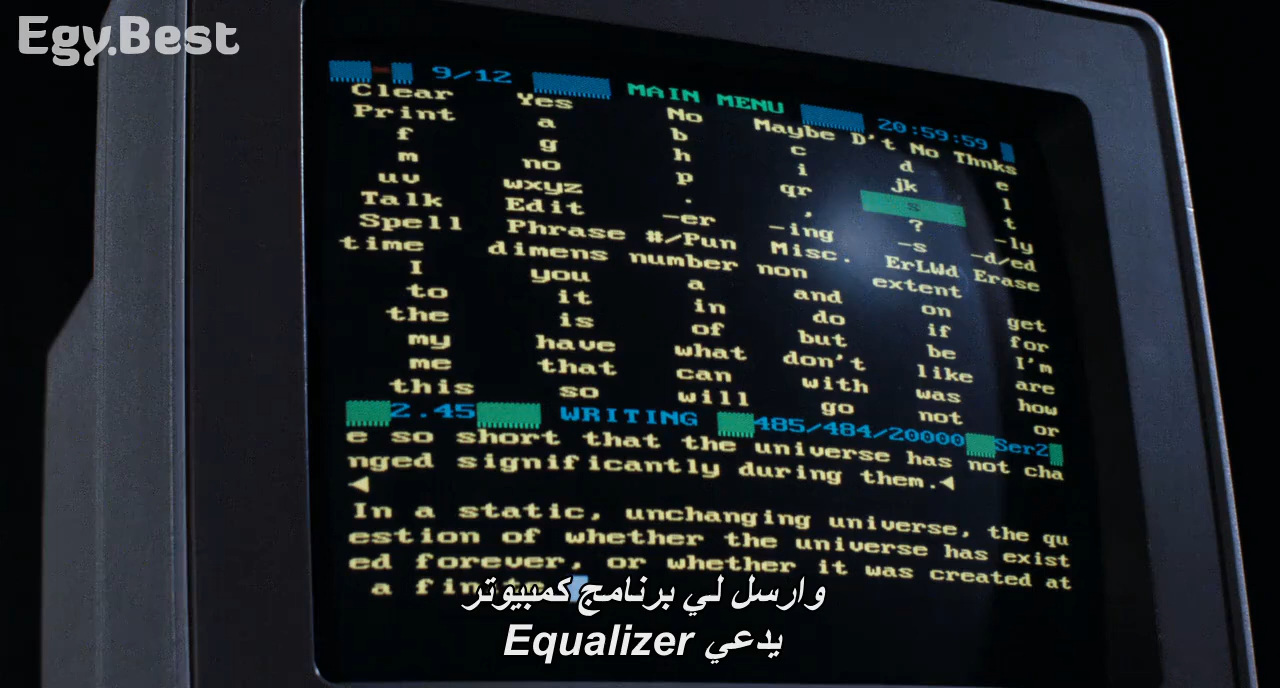 Egy.Best
9/12 MAIN MENU 20:59:59
Clear Yes No Maybe D't No Thnks
Print a b c d e
f g h i jk l
m no p qr s t
uv wxyz . , ? -ly
Talk Edit -er -ing -s -d/ed
Spell Phrase #/Pun Misc. ErLWd Erase
time dimens number non extent
I you a and on get
to it in do if for
the is of but be I'm
my have what don't like are
me that can with was how
this so will go not or
2.45 WRITING 485/484/20000 Ser2
e so short that the universe has not cha
nged significantly during them.◄
◄
In a static, unchanging universe, the qu
estion of whether the universe has exist
ed forever, or whether it was created at
a
وارسل لي برنامج كمبيوتر
يدعي Equalizer